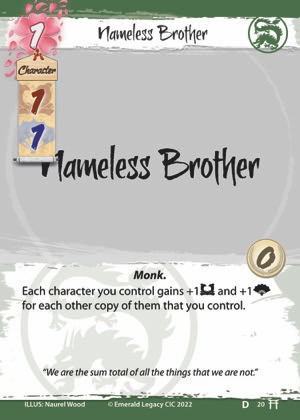 1
Nameless Brother
Character
1
1
Nameless Brother
0
Monk.
Each character you control gains +1 and +1
for each other copy of them that you control.
"We are the sum total of all the things that we are not."
ILLUS: Naurel Wood © Emerald Legacy CIC 2022 D 20